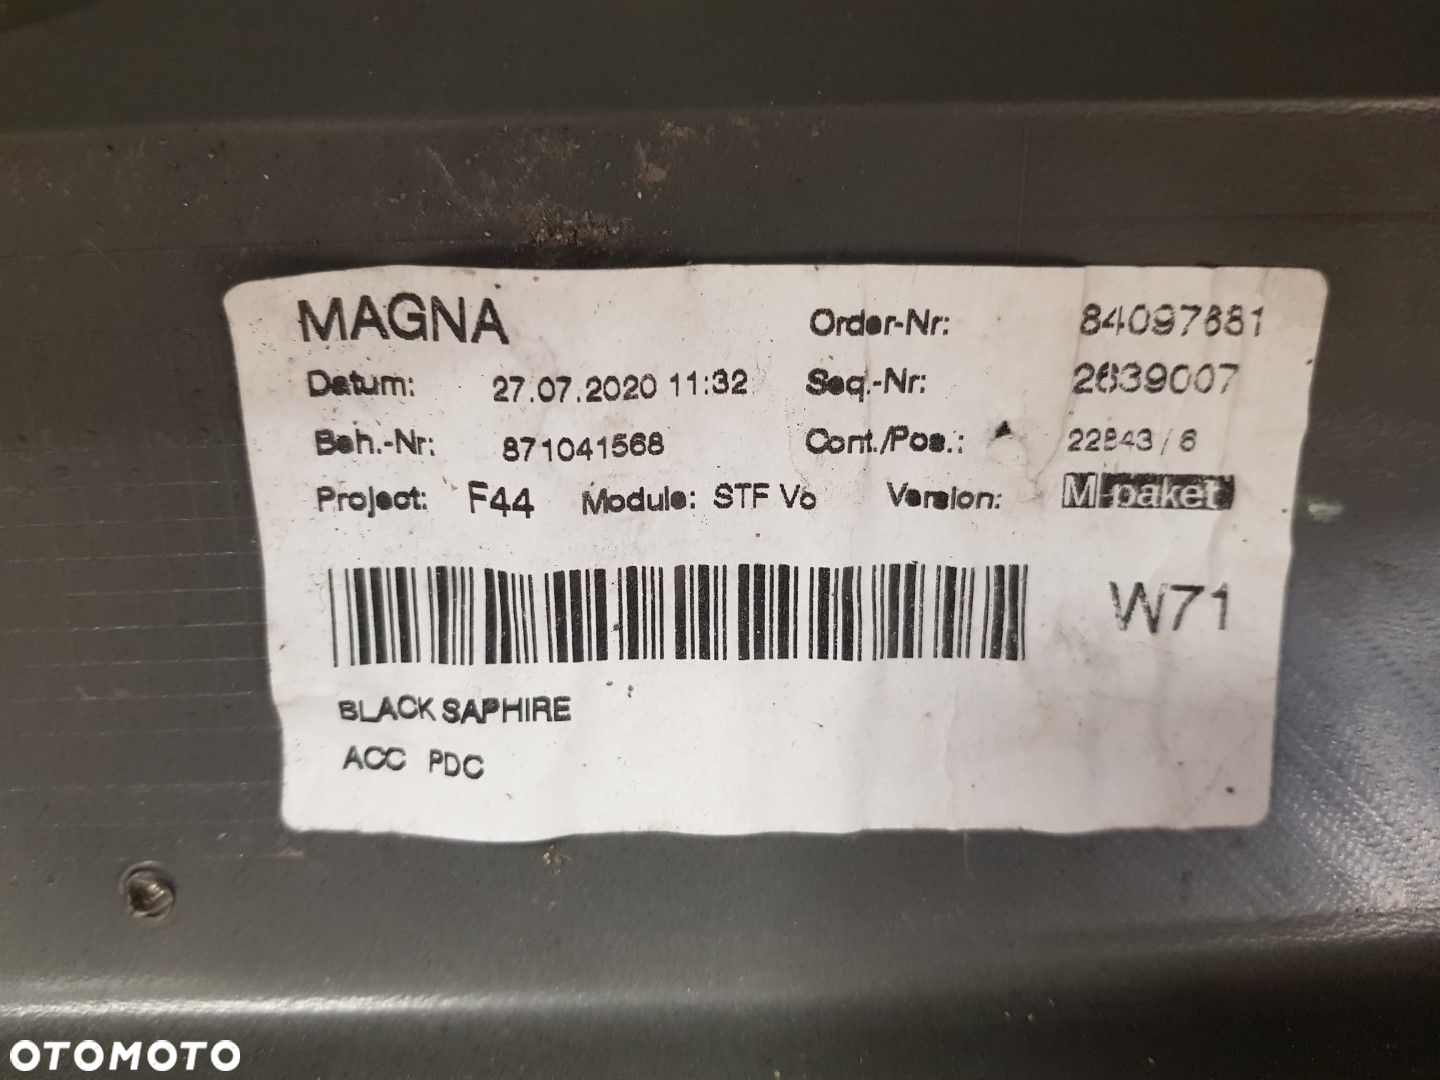 MAGNA Order-Nr: 84097681
Datum: 27.07.2020 11:32 Seq.-Nr: 2639007
Beh.-Nr: 871041568 Cont./Pos.: 22843 / 6
Project: F44 Module: STF Vo Version: M-paket
W71
BLACK SAPHIRE
ACC PDC
OTOMOTO